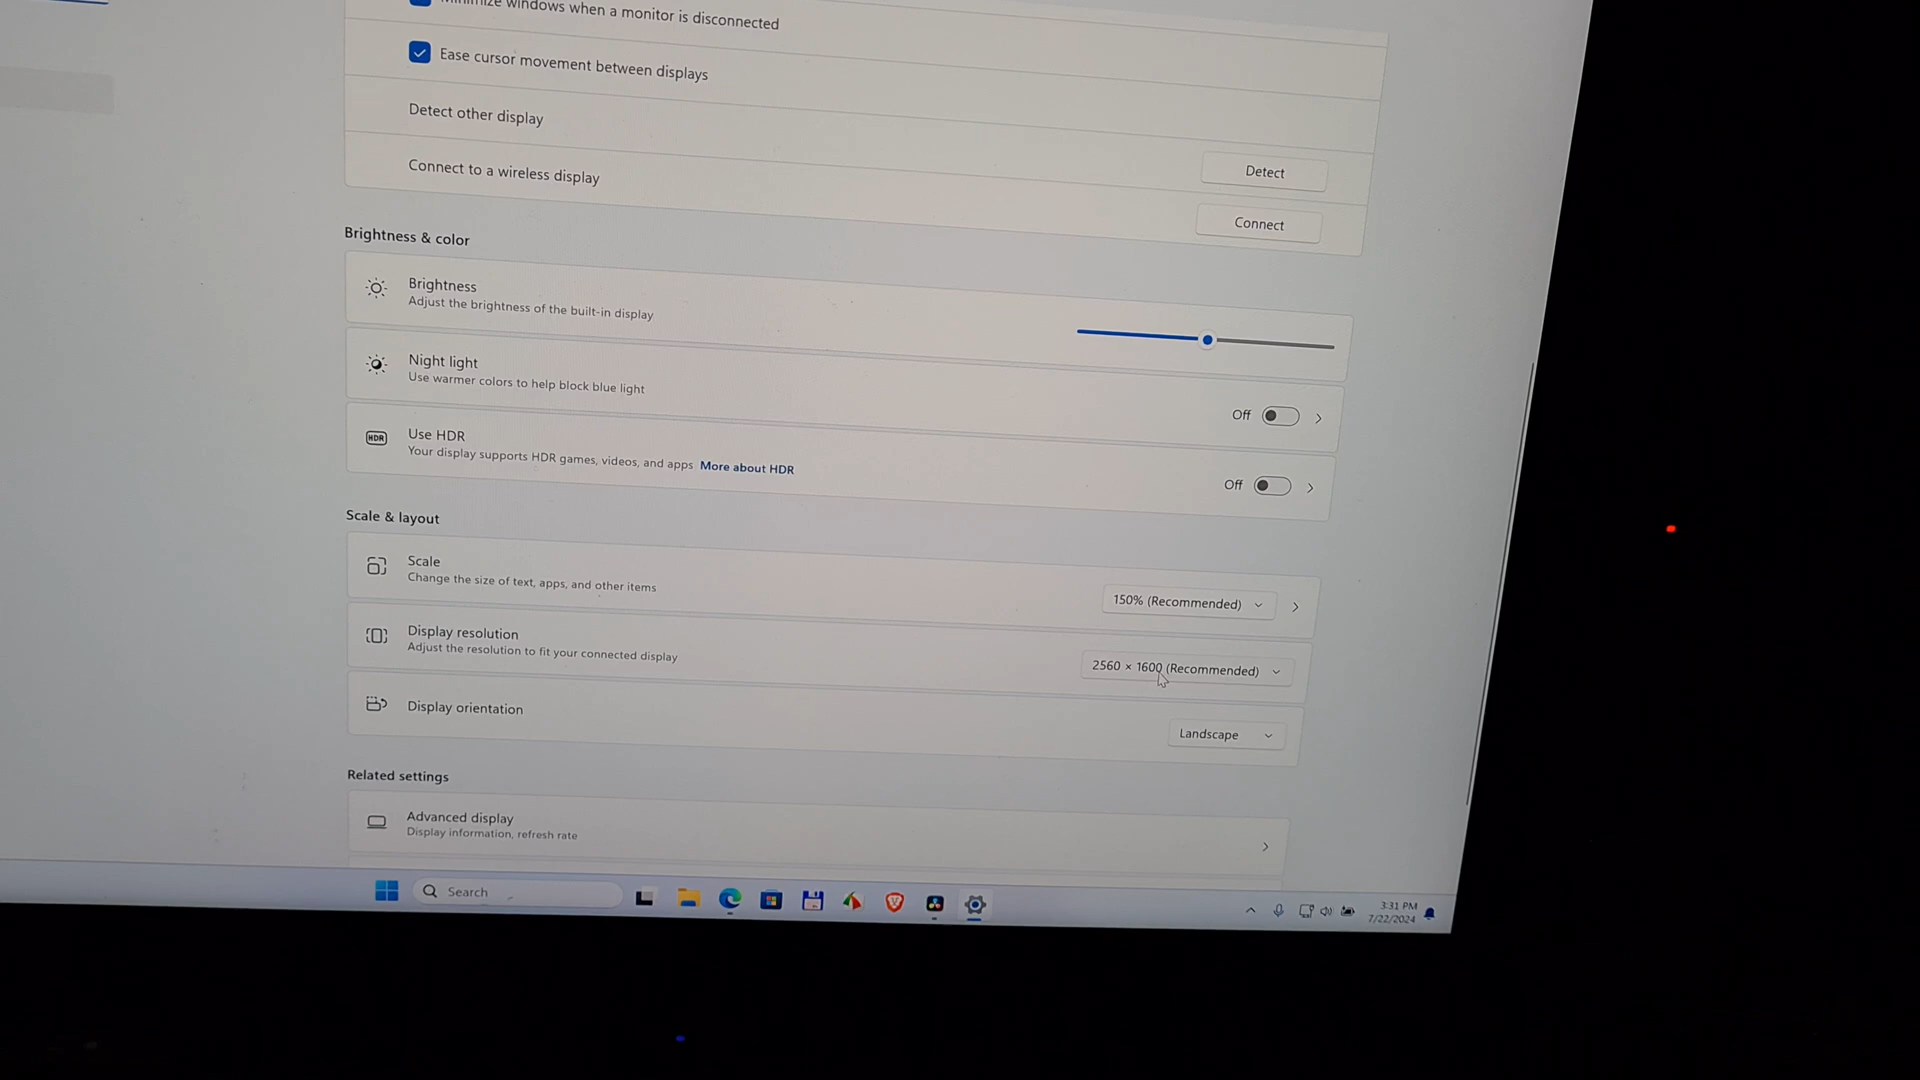 Minimize windows when a monitor is disconnected
Ease cursor movement between displays
Detect other display
Detect
Connect to a wireless display
Connect
Brightness & color
Brightness
Adjust the brightness of the built-in display
Night light
Use warmer colors to help block blue light
Off
HDR
Use HDR
Your display supports HDR games, videos, and apps More about HDR
Off
Scale & layout
Scale
Change the size of text, apps, and other items
150% (Recommended)
Display resolution
Adjust the resolution to fit your connected display
2560 × 1600 (Recommended)
Display orientation
Landscape
Related settings
Advanced display
Display information, refresh rate
Search
3:31 PM
7/22/2024